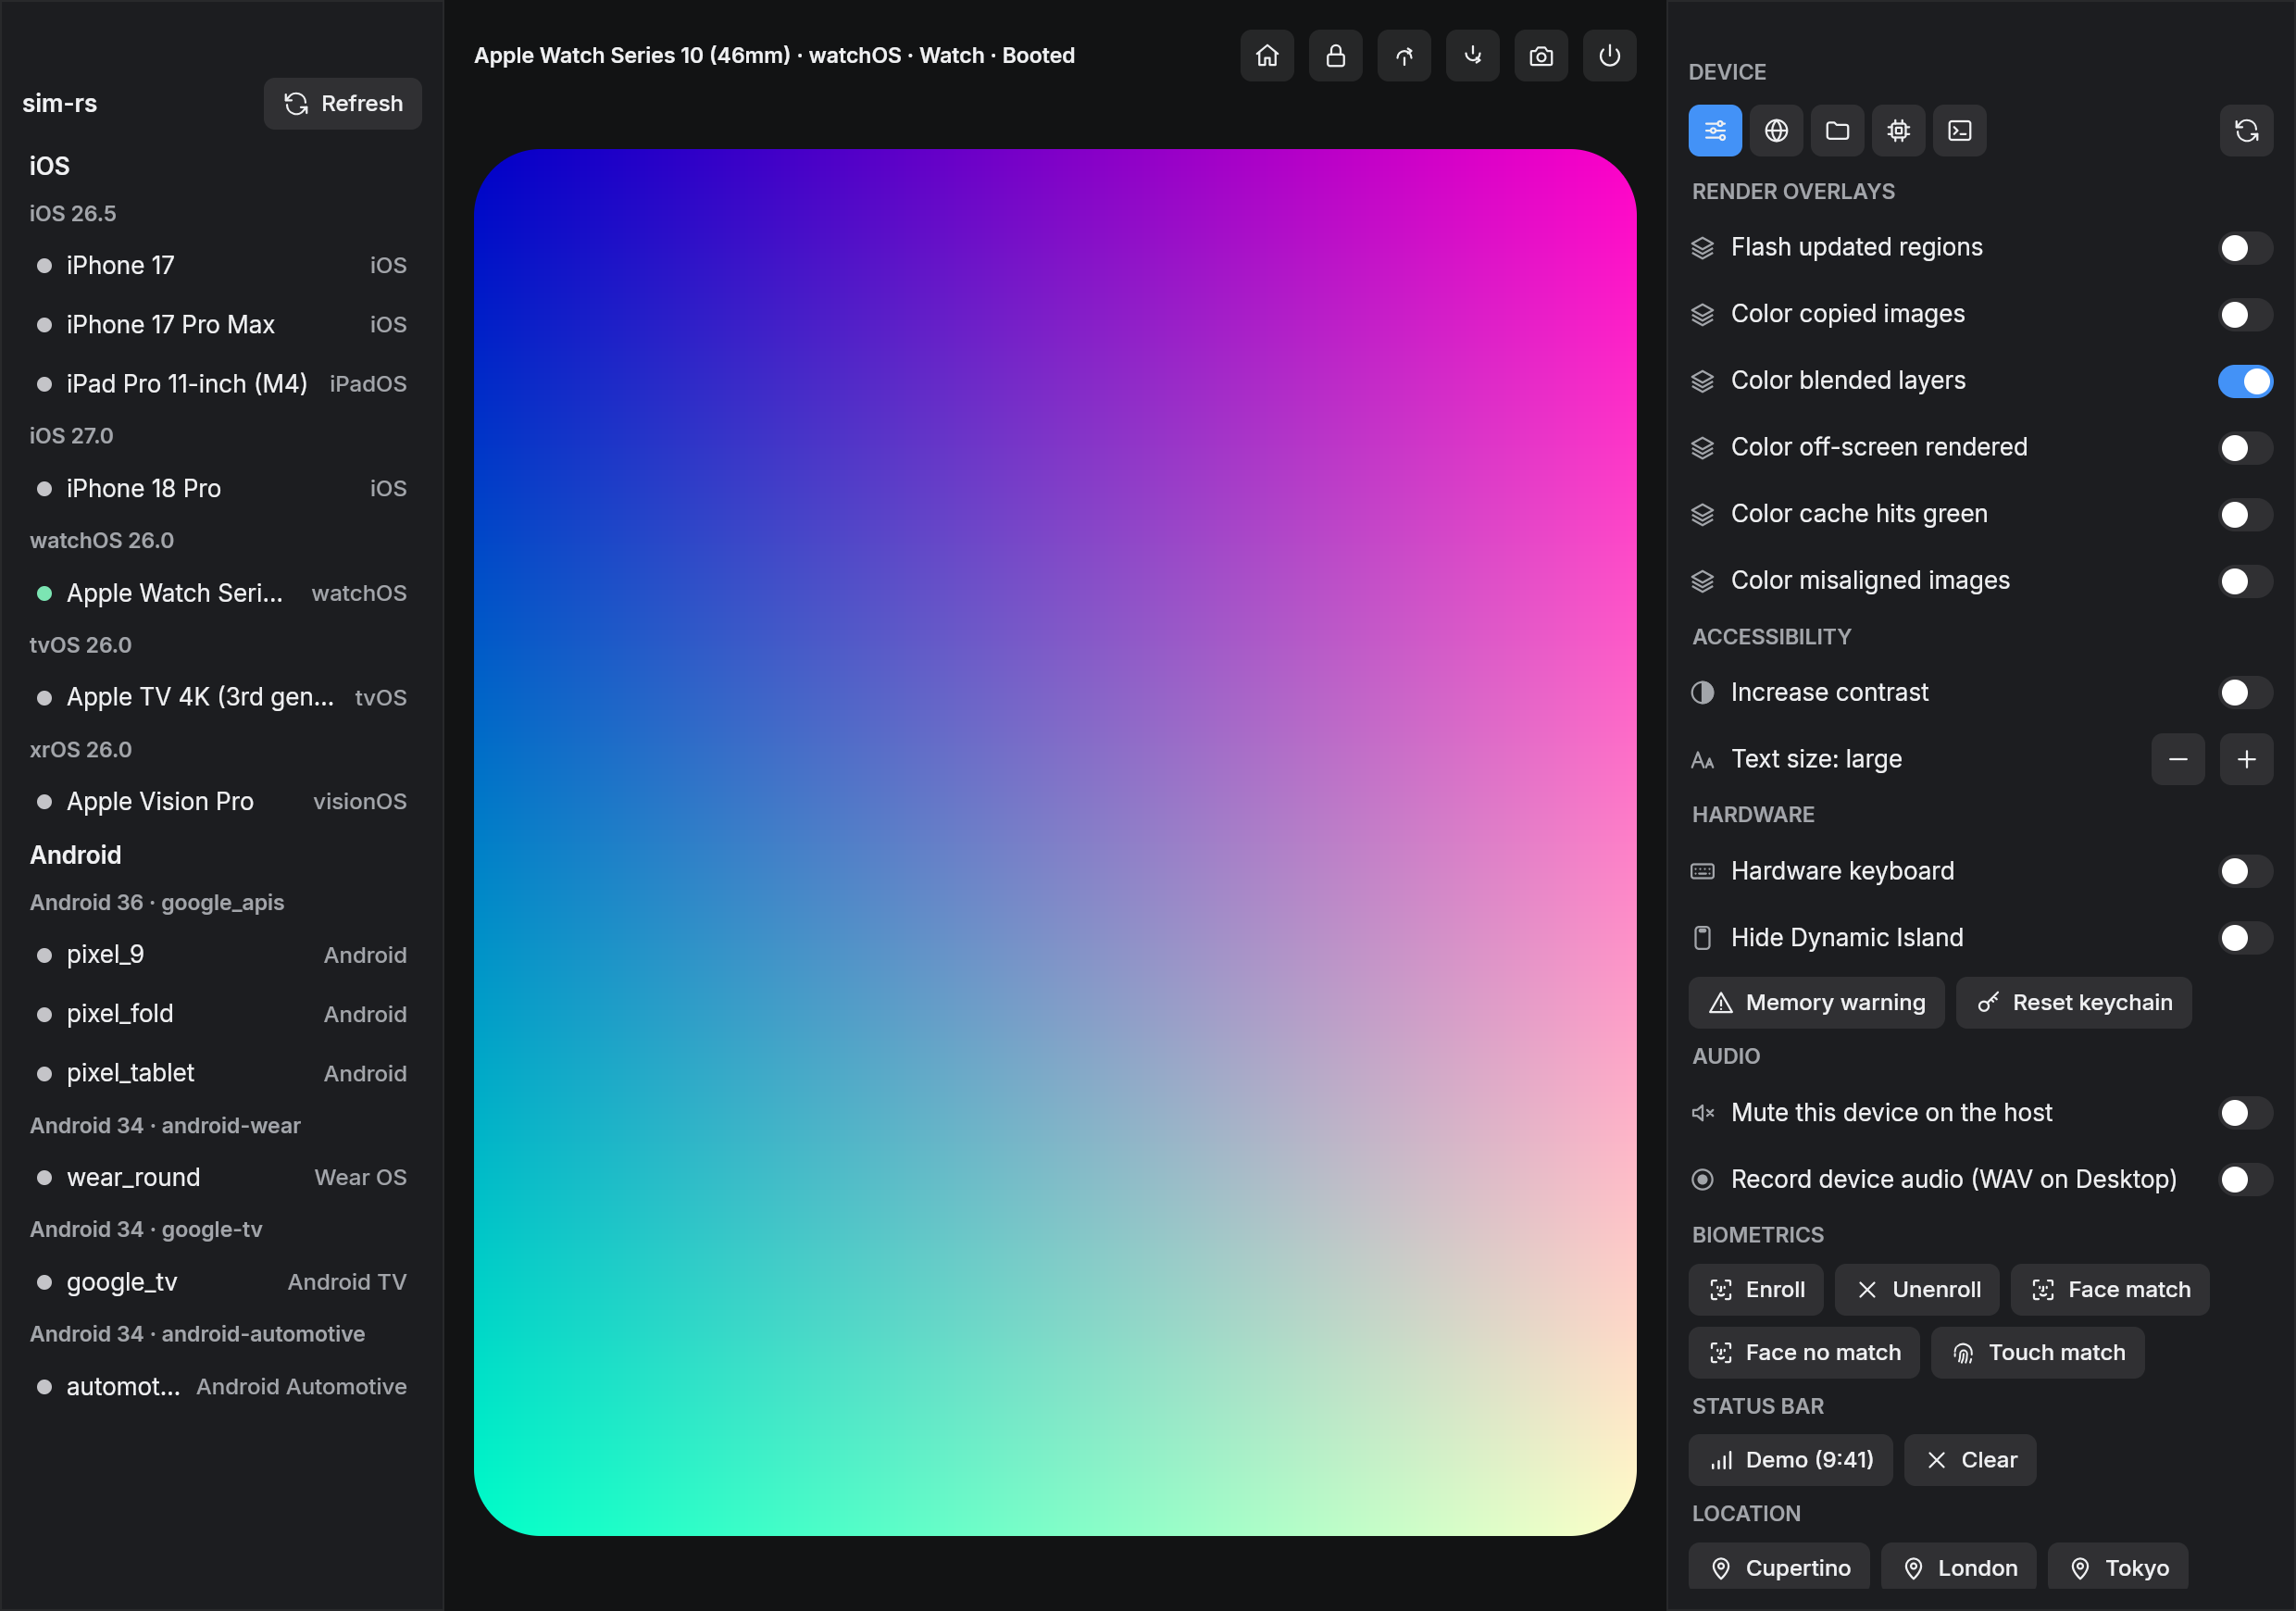 sim-rs
Refresh
iOS
iOS 26.5
iPhone 17 iOS
iPhone 17 Pro Max iOS
iPad Pro 11-inch (M4) iPadOS
iOS 27.0
iPhone 18 Pro iOS
watchOS 26.0
Apple Watch Seri... watchOS
tvOS 26.0
Apple TV 4K (3rd gen... tvOS
xrOS 26.0
Apple Vision Pro visionOS
Android
Android 36 · google_apis
pixel_9 Android
pixel_fold Android
pixel_tablet Android
Android 34 · android-wear
wear_round Wear OS
Android 34 · google-tv
google_tv Android TV
Android 34 · android-automotive
automot... Android Automotive
Apple Watch Series 10 (46mm) · watchOS · Watch · Booted
DEVICE
RENDER OVERLAYS
Flash updated regions
Color copied images
Color blended layers
Color off-screen rendered
Color cache hits green
Color misaligned images
ACCESSIBILITY
Increase contrast
Text size: large
HARDWARE
Hardware keyboard
Hide Dynamic Island
Memory warning Reset keychain
AUDIO
Mute this device on the host
Record device audio (WAV on Desktop)
BIOMETRICS
Enroll Unenroll Face match
Face no match Touch match
STATUS BAR
Demo (9:41) Clear
LOCATION
Cupertino London Tokyo